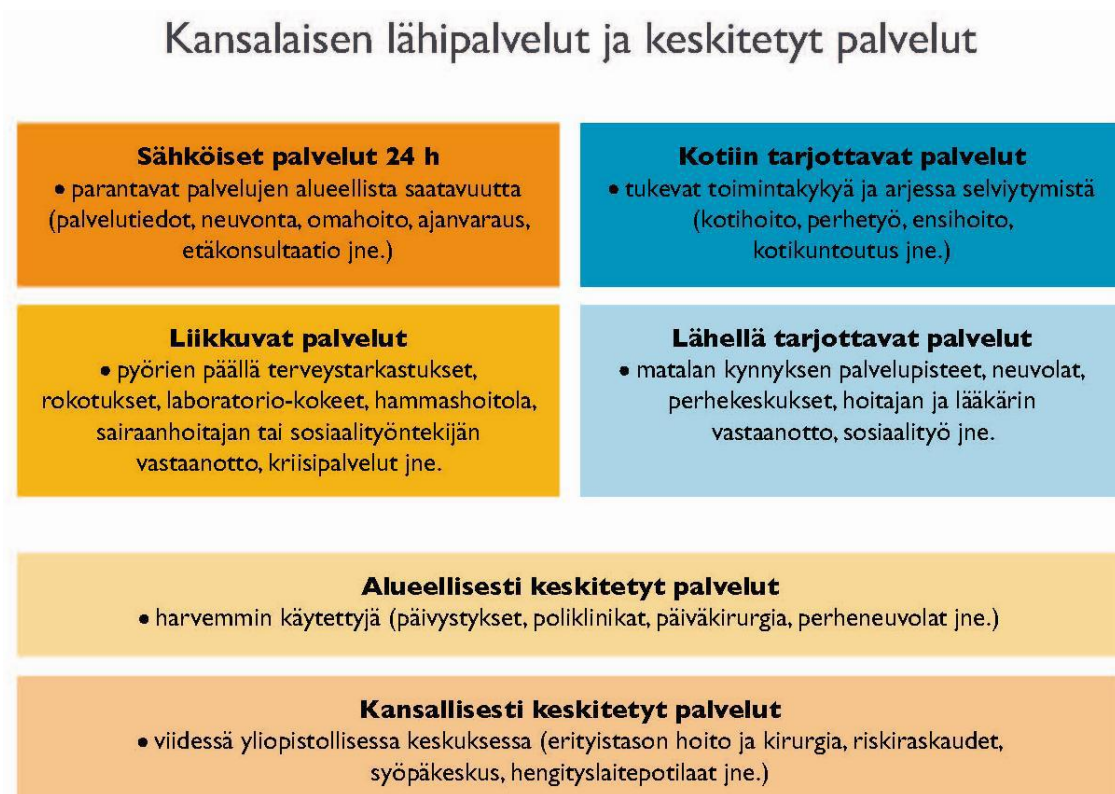 Kansalaisen lähipalvelut ja keskitetyt palvelut
Sähköiset palvelut 24 h
• parantavat palvelujen alueellista saatavuutta
(palvelutiedot, neuvonta, omahoito, ajanvaraus,
etäkonsultaatio jne.)
Kotiin tarjottavat palvelut
• tukevat toimintakykyä ja arjessa selviytymistä
(kotihoito, perhetyö, ensihoito,
kotikuntoutus jne.)
Liikkuvat palvelut
• pyörien päällä terveystarkastukset,
rokotukset, laboratorio-kokeet, hammashoitola,
sairaanhoitajan tai sosiaalityöntekijän
vastaanotto, kriisipalvelut jne.
Lähellä tarjottavat palvelut
• matalan kynnyksen palvelupisteet, neuvolat,
perhekeskukset, hoitajan ja lääkärin
vastaanotto, sosiaalityö jne.
Alueellisesti keskitetyt palvelut
• harvemmin käytettyjä (päivystykset, poliklinikat, päiväkirurgia, perheneuvolat jne.)
Kansallisesti keskitetyt palvelut
• viidessä yliopistollisessa keskuksessa (erityistason hoito ja kirurgia, riskiraskaudet,
syöpäkeskus, hengityslaitepotilaat jne.)